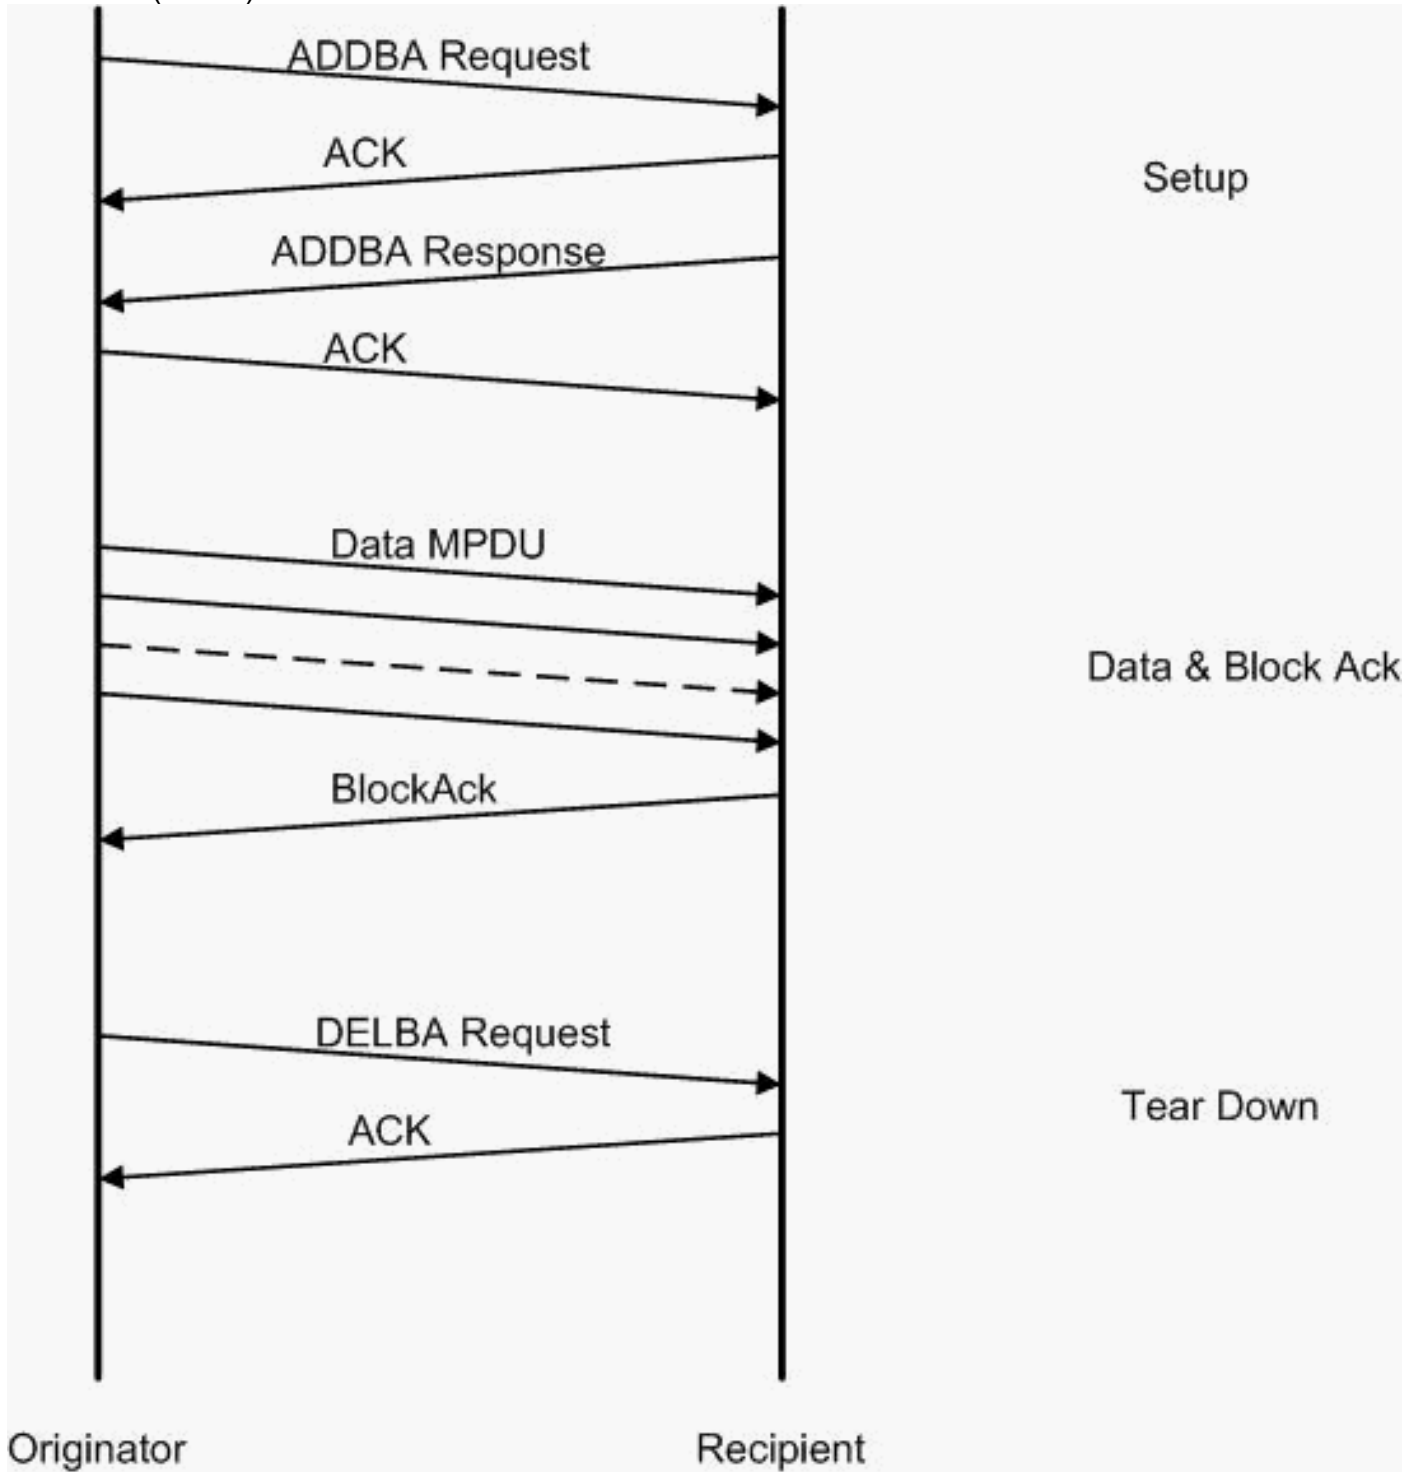 ADDBA Request
ACK
Setup
ADDBA Response
ACK
Data MPDU
Data & Block Ack
BlockAck
DELBA Request
Tear Down
ACK
Originator Recipient